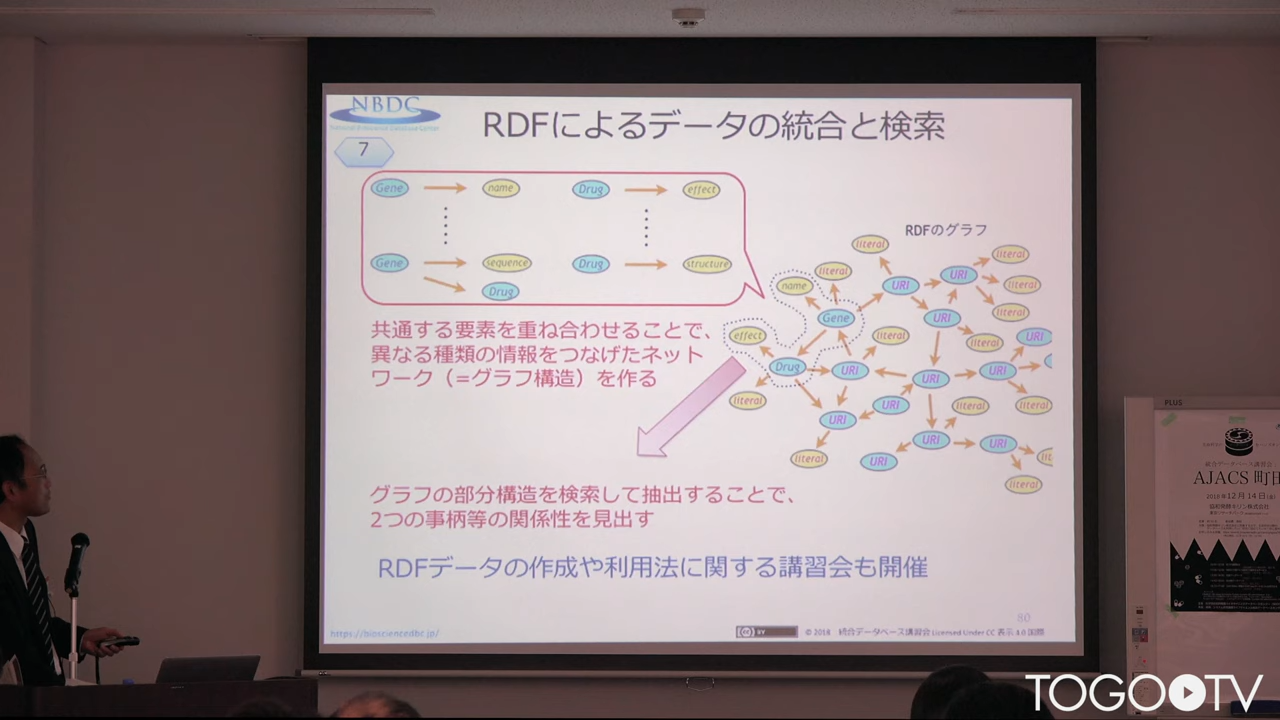 NBDC
RDFによるデータの統合と検索
7
Gene
name
Drug
effect
Gene
sequence
Drug
structure
Drug
RDFのグラフ
literal
literal
literal
URI
URI
literal
name
Gene
URI
literal
effect
literal
literal
URI
Drug
URI
URI
URI
literal
URI
literal
literal
URI
literal
URI
URI
URI
literal
共通する要素を重ね合わせることで、
異なる種類の情報をつなげたネット
ワーク（=グラフ構造）を作る
グラフの部分構造を検索して抽出することで、
2つの事柄等の関係性を見出す
RDFデータの作成や利用法に関する講習会も開催
80
https://biosciencedbc.jp/
© 2018 統合データベース講習会 Licensed Under CC 表示 4.0 国際
PLUS
AJACS 町田
2018年12月14日(金)
TOGO TV